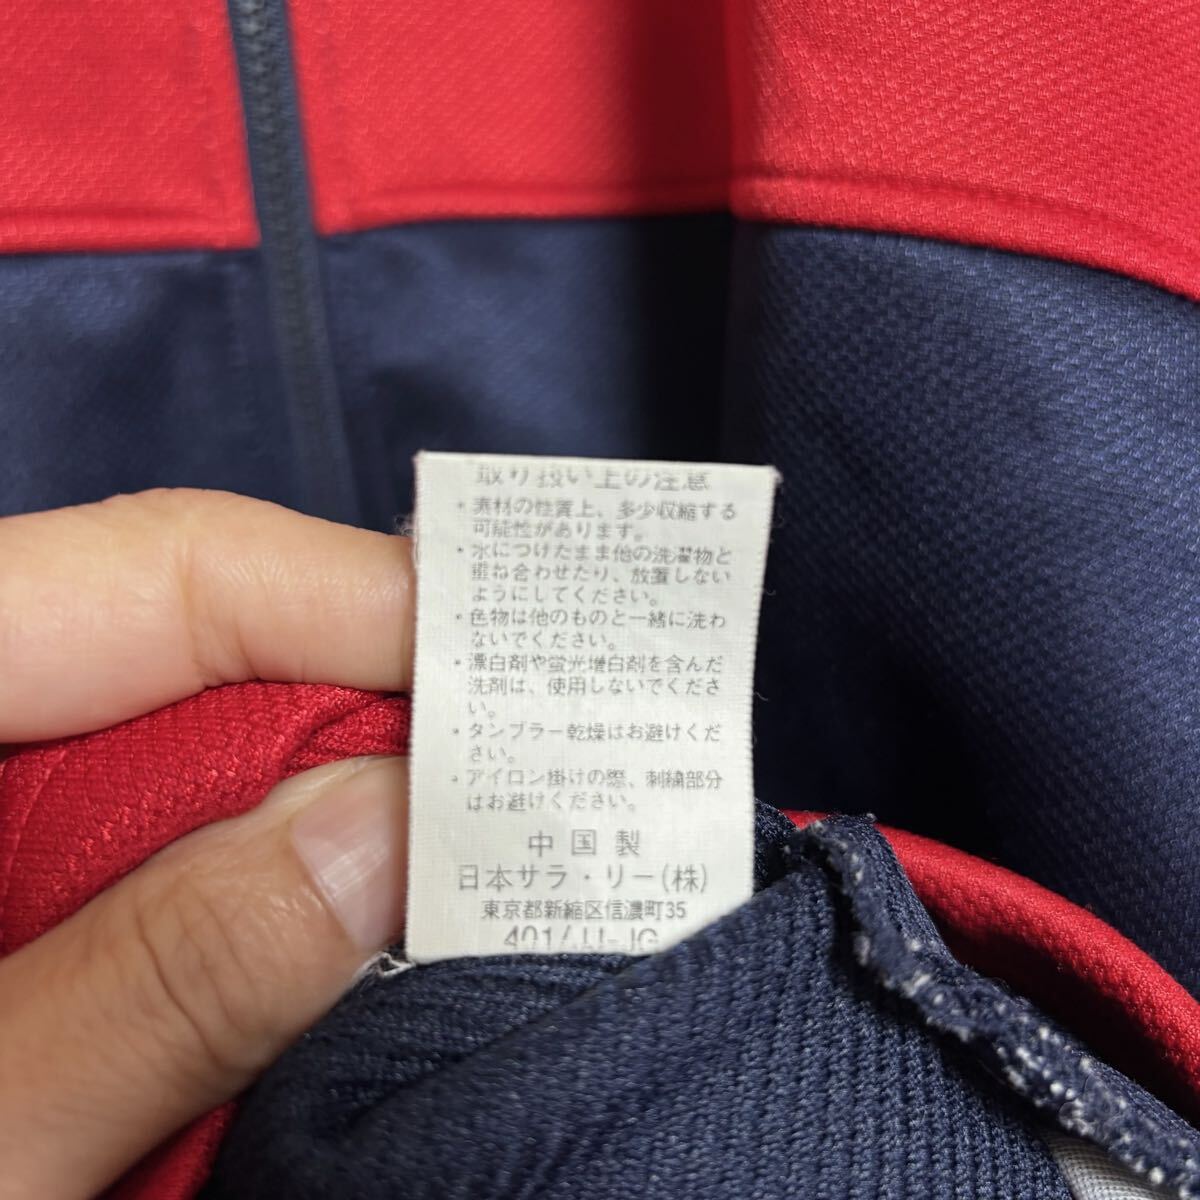 取り扱い上の注意
・素材の性質上、多少収縮する
可能性があります。
・水につけたまま他の洗濯物と
重ね合わせたり、放置しない
ようにしてください。
・色物は他のものと一緒に洗わ
ないでください。
・漂白剤や蛍光増白剤を含んだ
洗剤は、使用しないでくださ
い。
・タンブラー乾燥はお避けくだ
さい。
・アイロン掛けの際、刺繍部分
はお避けください。
中国製
日本サラ・リー(株)
東京都新縮区信濃町35